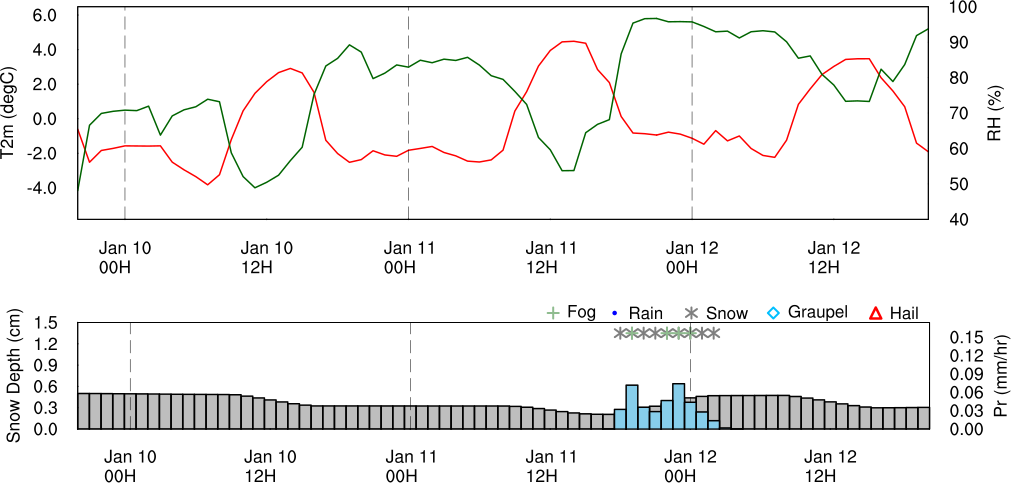 T2m (degC)
6.0
4.0
2.0
0.0
-2.0
-4.0
100
90
80
70
60
50
40
RH (%)
Jan 10 Jan 10 Jan 11 Jan 11 Jan 12 Jan 12
00H 12H 00H 12H 00H 12H
Fog Rain Snow Graupel Hail
Snow Depth (cm)
1.5
1.2
0.9
0.6
0.3
0.0
0.15
0.12
0.09
0.06
0.03
0.00
Pr (mm/hr)
Jan 10 Jan 10 Jan 11 Jan 11 Jan 12 Jan 12
00H 12H 00H 12H 00H 12H